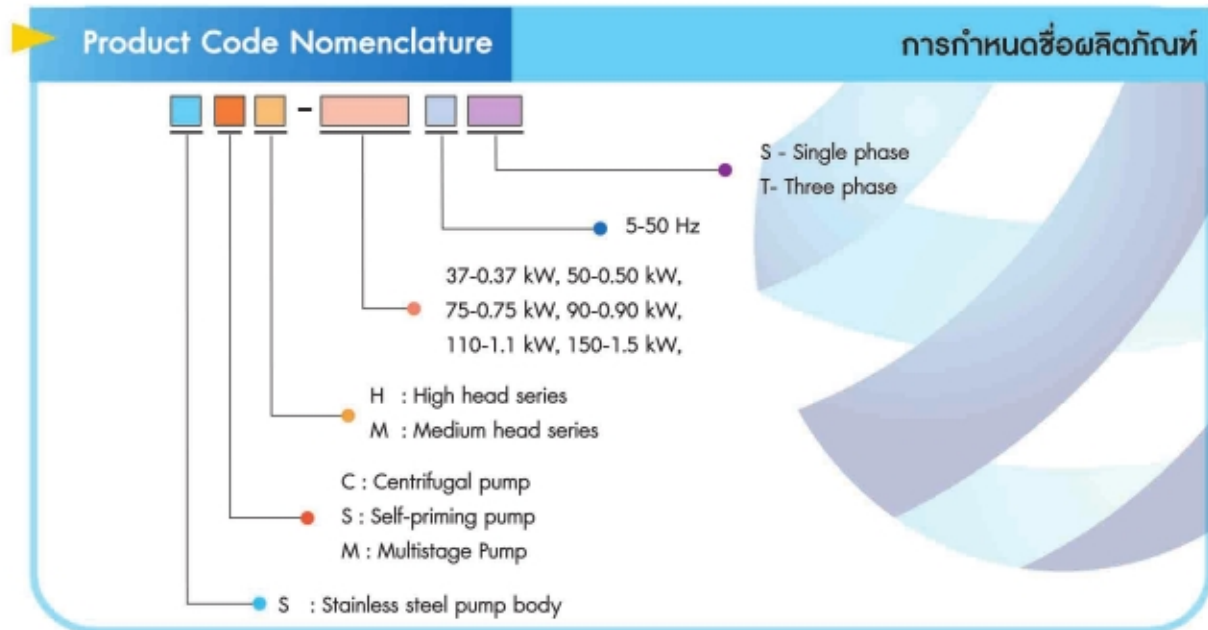 Product Code Nomenclature
การกำหนดชื่อผลิตภัณฑ์
-
S - Single phase
T- Three phase
5-50 Hz
37-0.37 kW, 50-0.50 kW,
75-0.75 kW, 90-0.90 kW,
110-1.1 kW, 150-1.5 kW,
H : High head series
M : Medium head series
C : Centrifugal pump
S : Self-priming pump
M : Multistage Pump
S : Stainless steel pump body